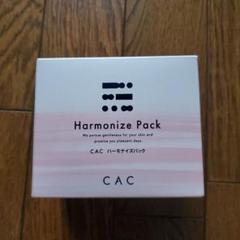 Harmonize Pack
We pursue gentleness for your skin and
promise you pleasant days.
CAC ハーモナイズパック
CAC